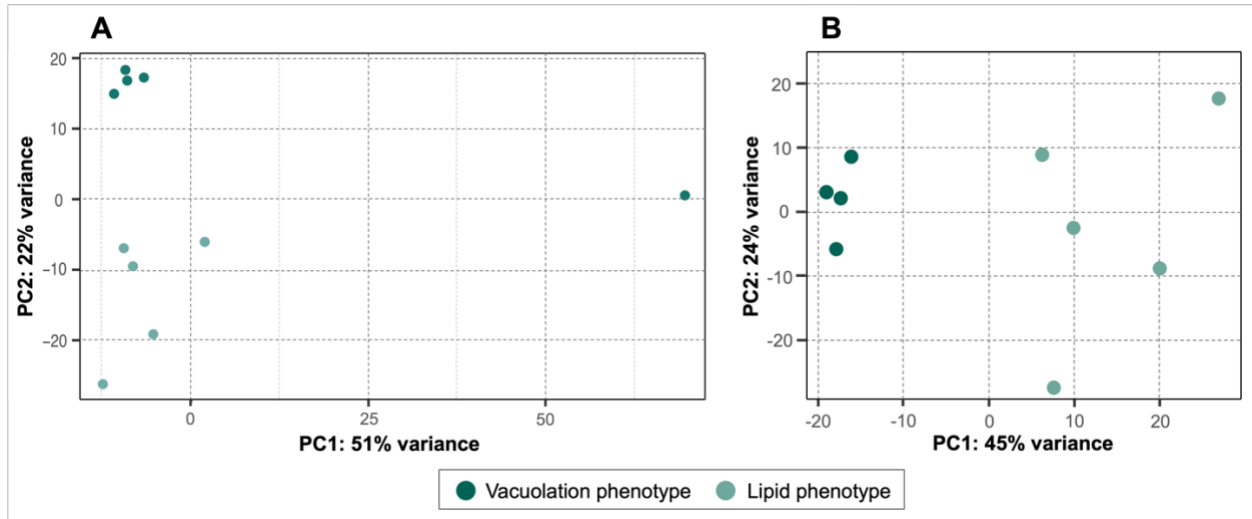 A
20
10
0
−10
−20
PC2: 22% variance
0
25
50
PC1: 51% variance
B
20
10
0
-10
-20
PC2: 24% variance
-20
-10
0
10
20
PC1: 45% variance
Vacuolation phenotype
Lipid phenotype